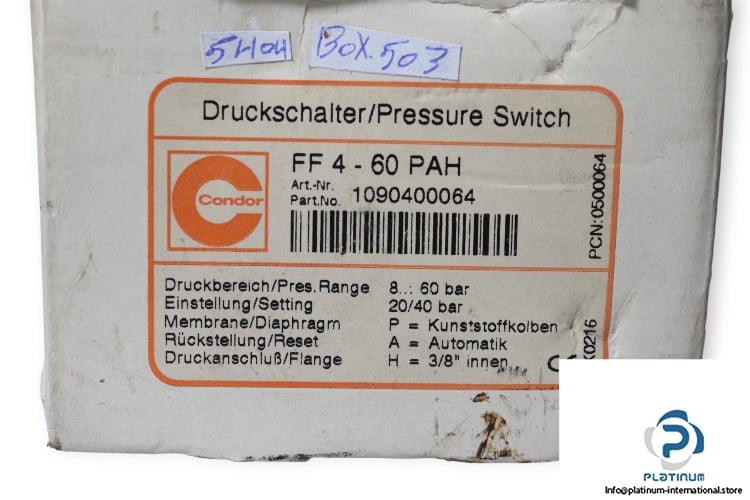 5H04 BOX.503
Druckschalter/Pressure Switch
Condor
FF 4 - 60 PAH
Art.-Nr.
Part.No. 1090400064
PCN:0500064
Druckbereich/Pres.Range 8..: 60 bar
Einstellung/Setting 20/40 bar
Membrane/Diaphragm P = Kunststoffkolben
Rückstellung/Reset A = Automatik
Druckanschluß/Flange H = 3/8" innen
K0216
PLATINUM
Info@platinum-international.store